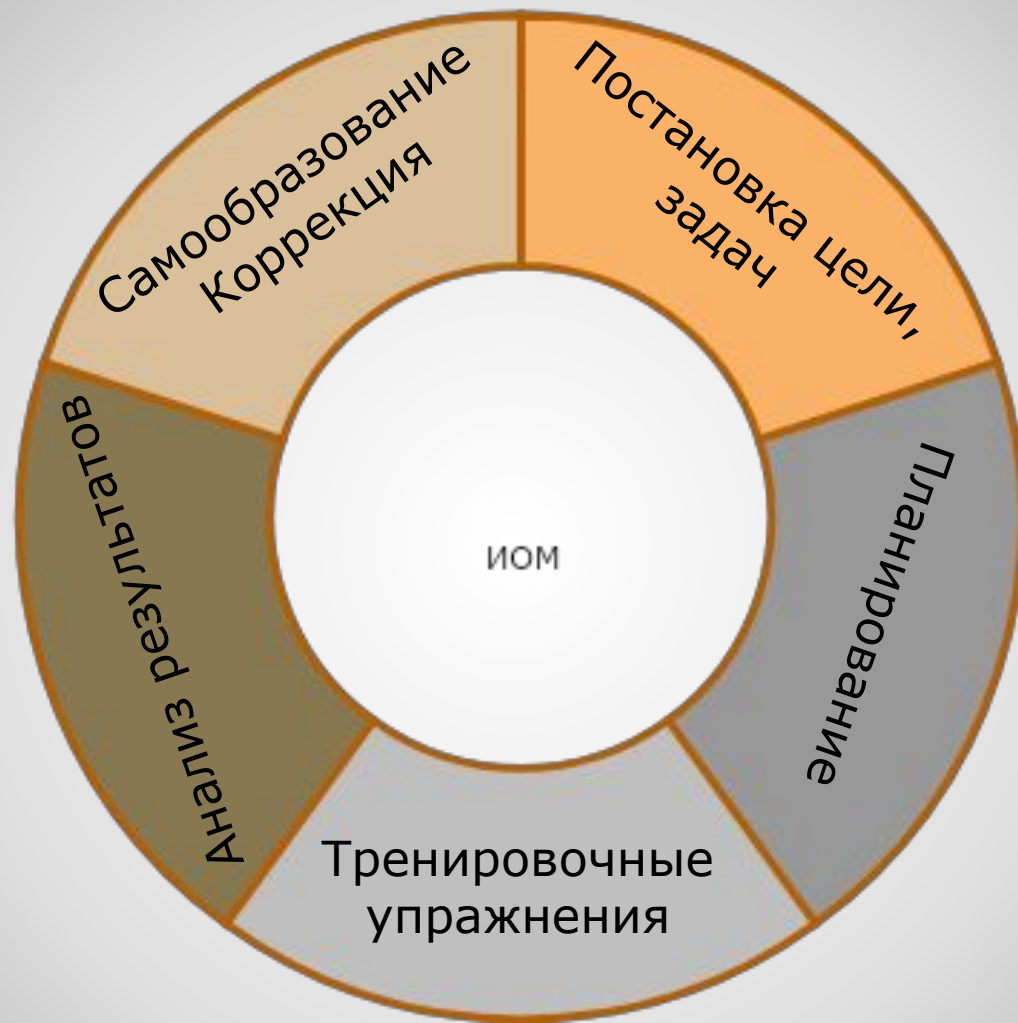 Постановка цели,
задач
Планирование
Тренировочные
упражнения
Анализ результатов
Самообразование
Коррекция
ИОМ